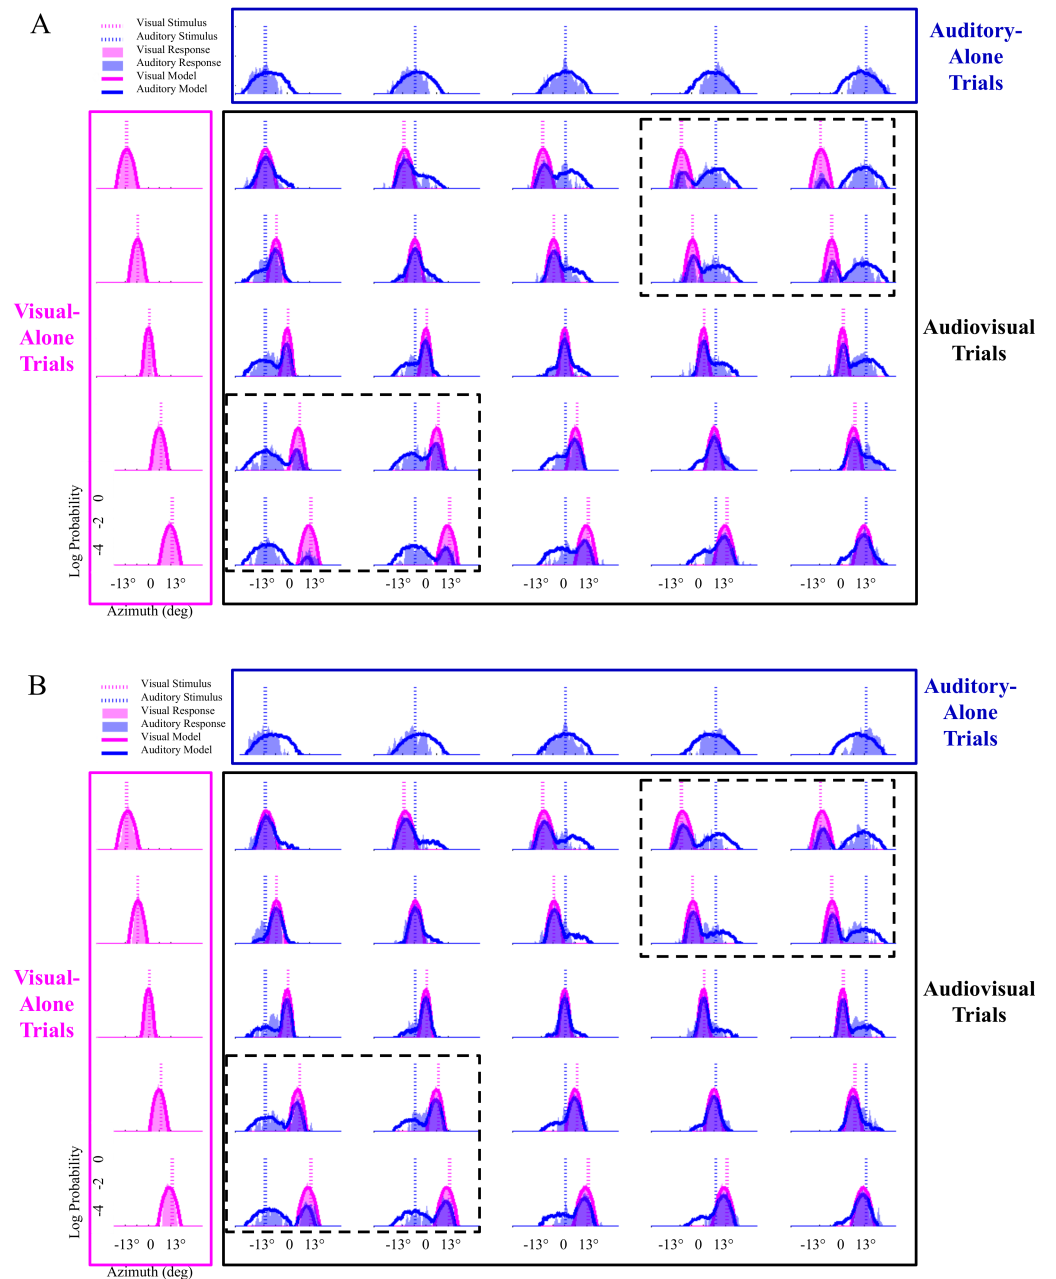 A
Visual Stimulus
Auditory Stimulus
Visual Response
Auditory Response
Visual Model
Auditory Model
Auditory-
Alone
Trials
Visual-
Alone
Trials
Audiovisual
Trials
Log Probability
-4 -2 0
-13° 0 13°
-13° 0 13°
-13° 0 13°
-13° 0 13°
-13° 0 13°
-13° 0 13°
Azimuth (deg)
B
Visual Stimulus
Auditory Stimulus
Visual Response
Auditory Response
Visual Model
Auditory Model
Auditory-
Alone
Trials
Visual-
Alone
Trials
Audiovisual
Trials
Log Probability
-4 -2 0
-13° 0 13°
-13° 0 13°
-13° 0 13°
-13° 0 13°
-13° 0 13°
-13° 0 13°
Azimuth (deg)